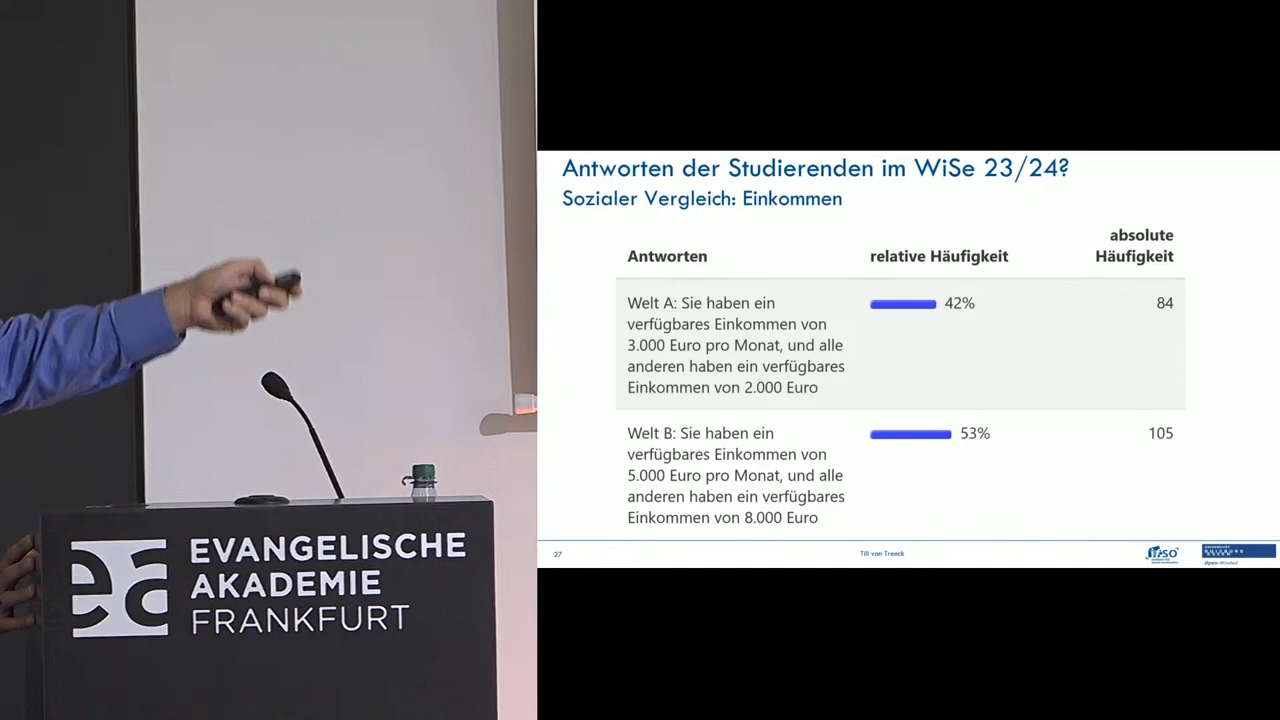 EVANGELISCHE
AKADEMIE
FRANKFURT
ea
Antworten der Studierenden im WiSe 23/24?
Sozialer Vergleich: Einkommen
Antworten
relative Häufigkeit
absolute
Häufigkeit
Welt A: Sie haben ein
verfügbares Einkommen von
3.000 Euro pro Monat, und alle
anderen haben ein verfügbares
Einkommen von 2.000 Euro
42%
84
Welt B: Sie haben ein
verfügbares Einkommen von
5.000 Euro pro Monat, und alle
anderen haben ein verfügbares
Einkommen von 8.000 Euro
53%
105
27
Till van Treeck
Open-Minded